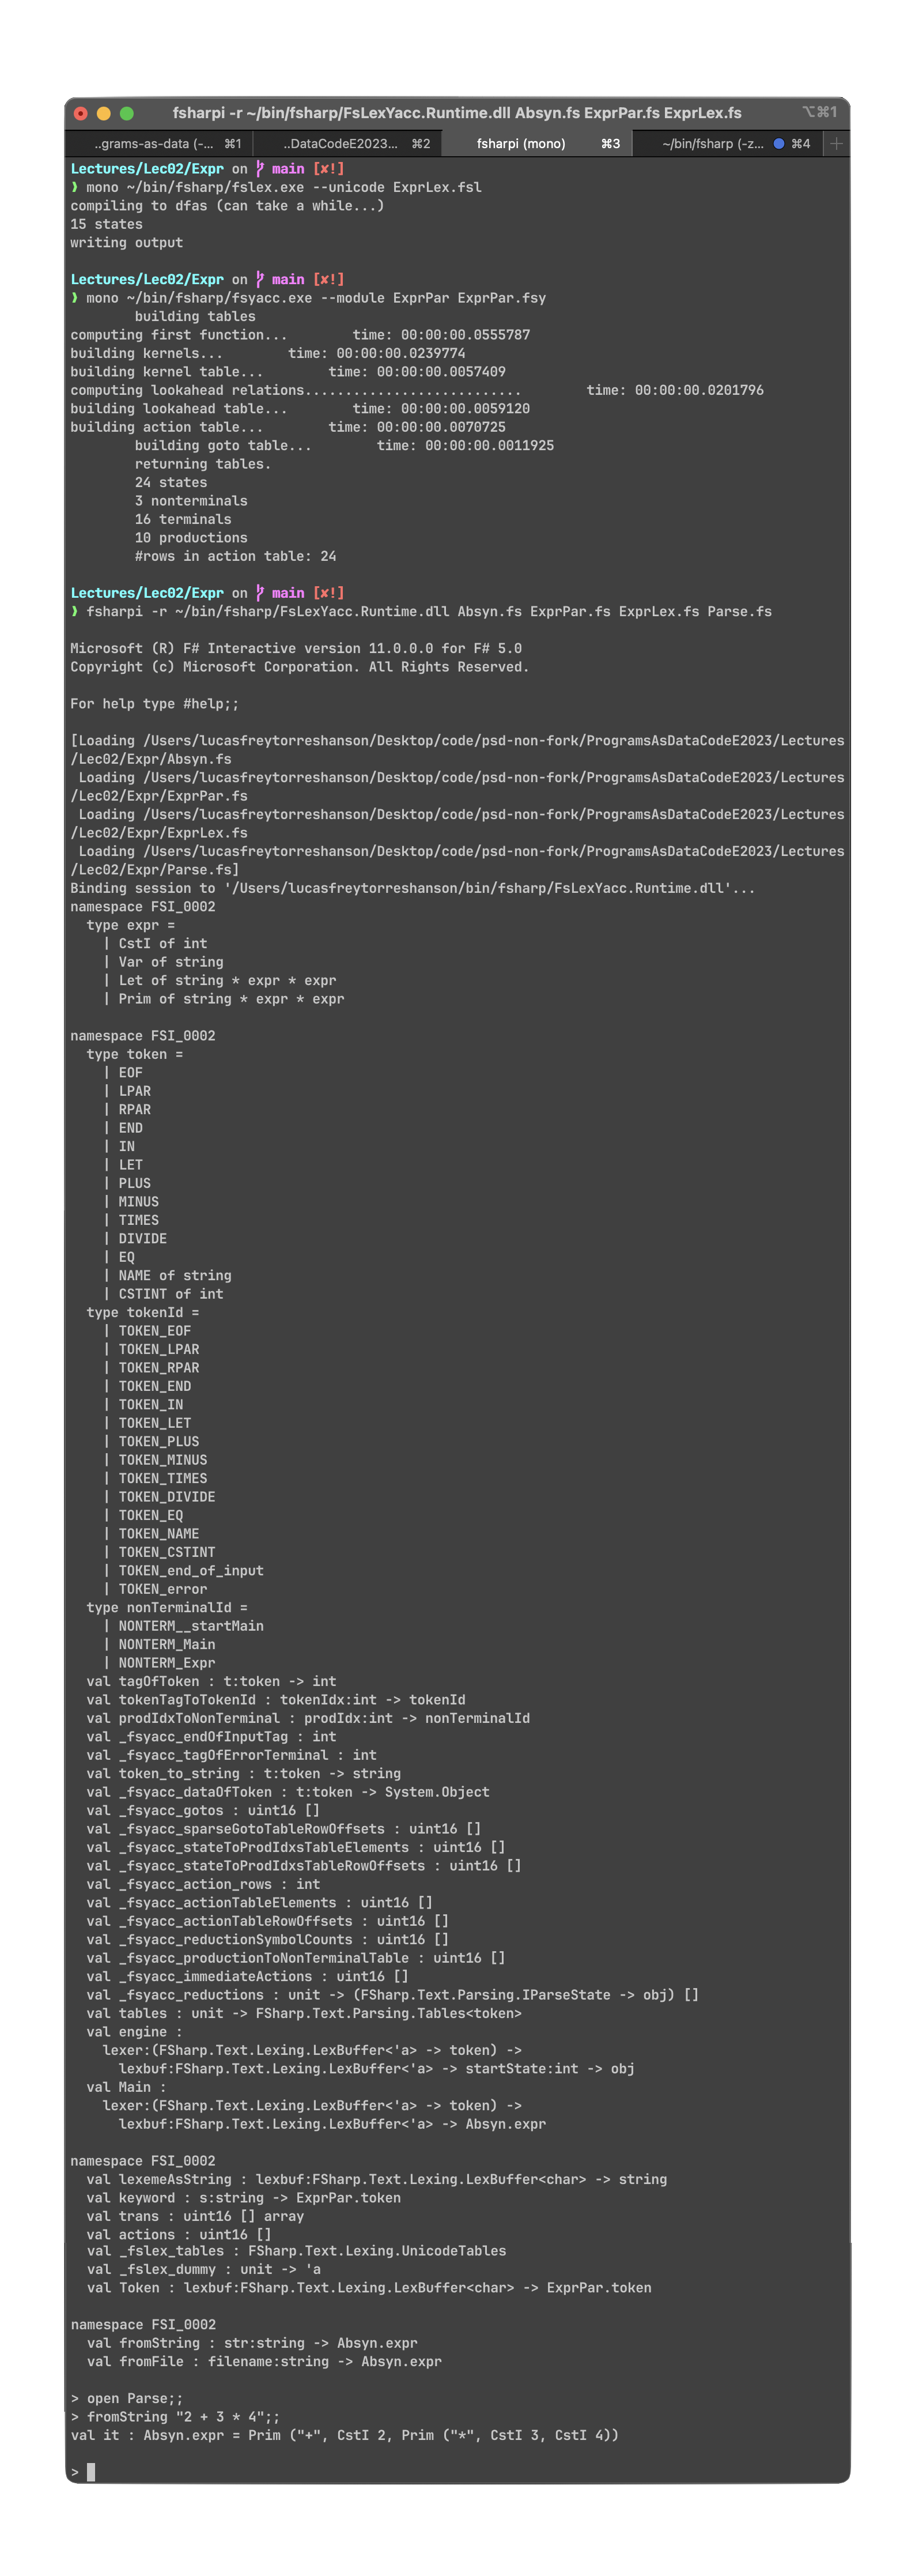 fsharpi -r ~/bin/fsharp/FsLexYacc.Runtime.dll Absyn.fs ExprPar.fs ExprLex.fs ⌥⌘1
..grams-as-data (-... ⌘1 ..DataCodeE2023... ⌘2 fsharpi (mono) ⌘3 ~/bin/fsharp (-z... ⌘4 +
Lectures/Lec02/Expr on main [✘!]
❱ mono ~/bin/fsharp/fslex.exe --unicode ExprLex.fsl
compiling to dfas (can take a while...)
15 states
writing output
Lectures/Lec02/Expr on main [✘!]
❱ mono ~/bin/fsharp/fsyacc.exe --module ExprPar ExprPar.fsy
        building tables
computing first function...        time: 00:00:00.0555787
building kernels...        time: 00:00:00.0239774
building kernel table...        time: 00:00:00.0057409
computing lookahead relations...........................        time: 00:00:00.0201796
building lookahead table...        time: 00:00:00.0059120
building action table...        time: 00:00:00.0070725
        building goto table...        time: 00:00:00.0011925
        returning tables.
        24 states
        3 nonterminals
        16 terminals
        10 productions
        #rows in action table: 24
Lectures/Lec02/Expr on main [✘!]
❱ fsharpi -r ~/bin/fsharp/FsLexYacc.Runtime.dll Absyn.fs ExprPar.fs ExprLex.fs Parse.fs
Microsoft (R) F# Interactive version 11.0.0.0 for F# 5.0
Copyright (c) Microsoft Corporation. All Rights Reserved.
For help type #help;;
[Loading /Users/lucasfreytorreshanson/Desktop/code/psd-non-fork/ProgramsAsDataCodeE2023/Lectures
/Lec02/Expr/Absyn.fs
 Loading /Users/lucasfreytorreshanson/Desktop/code/psd-non-fork/ProgramsAsDataCodeE2023/Lectures
/Lec02/Expr/ExprPar.fs
 Loading /Users/lucasfreytorreshanson/Desktop/code/psd-non-fork/ProgramsAsDataCodeE2023/Lectures
/Lec02/Expr/ExprLex.fs
 Loading /Users/lucasfreytorreshanson/Desktop/code/psd-non-fork/ProgramsAsDataCodeE2023/Lectures
/Lec02/Expr/Parse.fs]
Binding session to '/Users/lucasfreytorreshanson/bin/fsharp/FsLexYacc.Runtime.dll'...
namespace FSI_0002
  type expr =
    | CstI of int
    | Var of string
    | Let of string * expr * expr
    | Prim of string * expr * expr
namespace FSI_0002
  type token =
    | EOF
    | LPAR
    | RPAR
    | END
    | IN
    | LET
    | PLUS
    | MINUS
    | TIMES
    | DIVIDE
    | EQ
    | NAME of string
    | CSTINT of int
  type tokenId =
    | TOKEN_EOF
    | TOKEN_LPAR
    | TOKEN_RPAR
    | TOKEN_END
    | TOKEN_IN
    | TOKEN_LET
    | TOKEN_PLUS
    | TOKEN_MINUS
    | TOKEN_TIMES
    | TOKEN_DIVIDE
    | TOKEN_EQ
    | TOKEN_NAME
    | TOKEN_CSTINT
    | TOKEN_end_of_input
    | TOKEN_error
  type nonTerminalId =
    | NONTERM__startMain
    | NONTERM_Main
    | NONTERM_Expr
  val tagOfToken : t:token -> int
  val tokenTagToTokenId : tokenIdx:int -> tokenId
  val prodIdxToNonTerminal : prodIdx:int -> nonTerminalId
  val _fsyacc_endOfInputTag : int
  val _fsyacc_tagOfErrorTerminal : int
  val token_to_string : t:token -> string
  val _fsyacc_dataOfToken : t:token -> System.Object
  val _fsyacc_gotos : uint16 []
  val _fsyacc_sparseGotoTableRowOffsets : uint16 []
  val _fsyacc_stateToProdIdxsTableElements : uint16 []
  val _fsyacc_stateToProdIdxsTableRowOffsets : uint16 []
  val _fsyacc_action_rows : int
  val _fsyacc_actionTableElements : uint16 []
  val _fsyacc_actionTableRowOffsets : uint16 []
  val _fsyacc_reductionSymbolCounts : uint16 []
  val _fsyacc_productionToNonTerminalTable : uint16 []
  val _fsyacc_immediateActions : uint16 []
  val _fsyacc_reductions : unit -> (FSharp.Text.Parsing.IParseState -> obj) []
  val tables : unit -> FSharp.Text.Parsing.Tables<token>
  val engine :
    lexer:(FSharp.Text.Lexing.LexBuffer<'a> -> token) ->
      lexbuf:FSharp.Text.Lexing.LexBuffer<'a> -> startState:int -> obj
  val Main :
    lexer:(FSharp.Text.Lexing.LexBuffer<'a> -> token) ->
      lexbuf:FSharp.Text.Lexing.LexBuffer<'a> -> Absyn.expr
namespace FSI_0002
  val lexemeAsString : lexbuf:FSharp.Text.Lexing.LexBuffer<char> -> string
  val keyword : s:string -> ExprPar.token
  val trans : uint16 [] array
  val actions : uint16 []
  val _fslex_tables : FSharp.Text.Lexing.UnicodeTables
  val _fslex_dummy : unit -> 'a
  val Token : lexbuf:FSharp.Text.Lexing.LexBuffer<char> -> ExprPar.token
namespace FSI_0002
  val fromString : str:string -> Absyn.expr
  val fromFile : filename:string -> Absyn.expr
> open Parse;;
> fromString "2 + 3 * 4";;
val it : Absyn.expr = Prim ("+", CstI 2, Prim ("*", CstI 3, CstI 4))
>